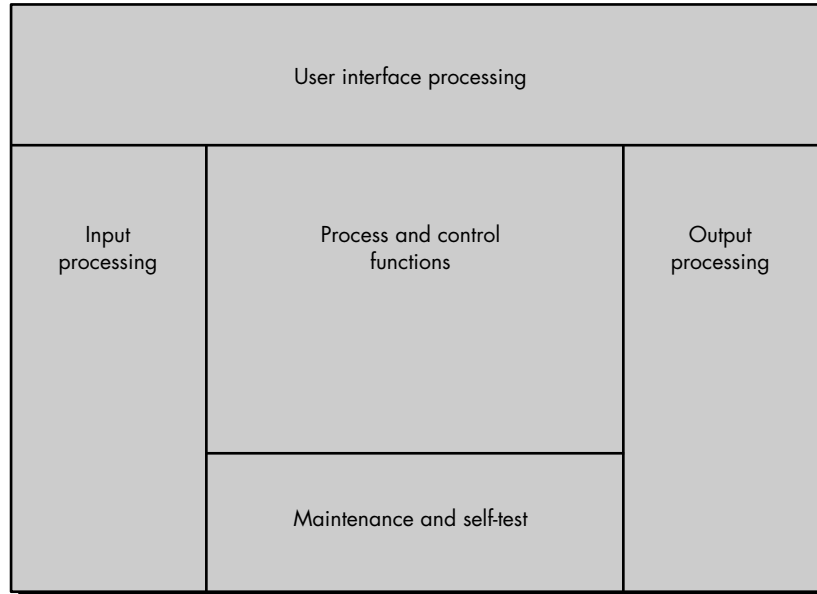 User interface processing
Input
processing
Process and control
functions
Output
processing
Maintenance and self-test